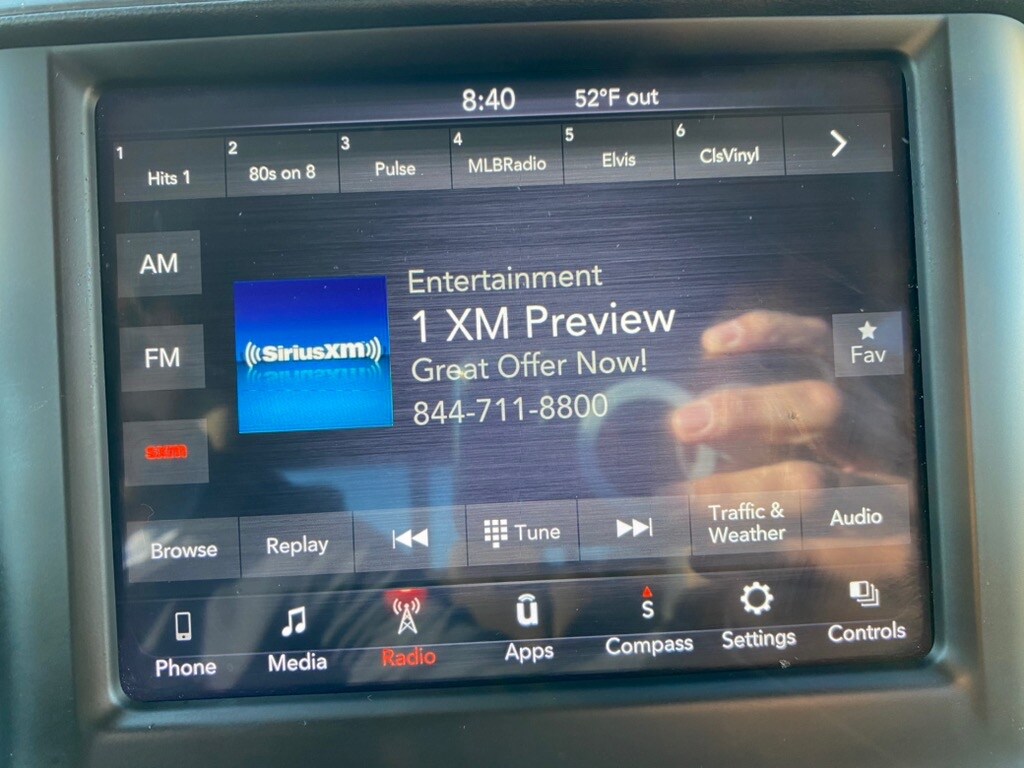 8:40 52°F out
1 Hits 1
2 80s on 8
3 Pulse
4 MLBRadio
5 Elvis
6 ClsVinyl
AM
FM
sxm
SiriusXM
Entertainment
1 XM Preview
Great Offer Now!
844-711-8800
Fav
Browse
Replay
Tune
Traffic &
Weather
Audio
Phone
Media
Radio
u
Apps
S
Compass
Settings
Controls